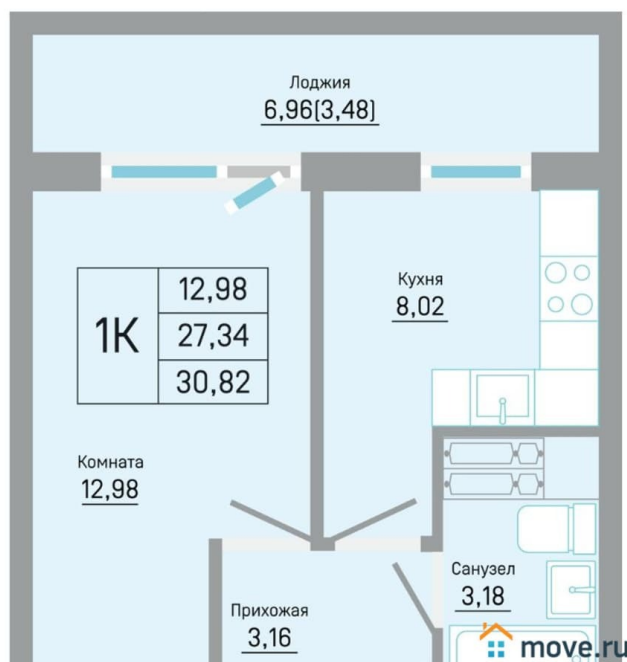 Лоджия
6,96(3,48)
Кухня
8,02
1К
12,98
27,34
30,82
Комната
12,98
Санузел
3,18
Прихожая
3,16
move.ru